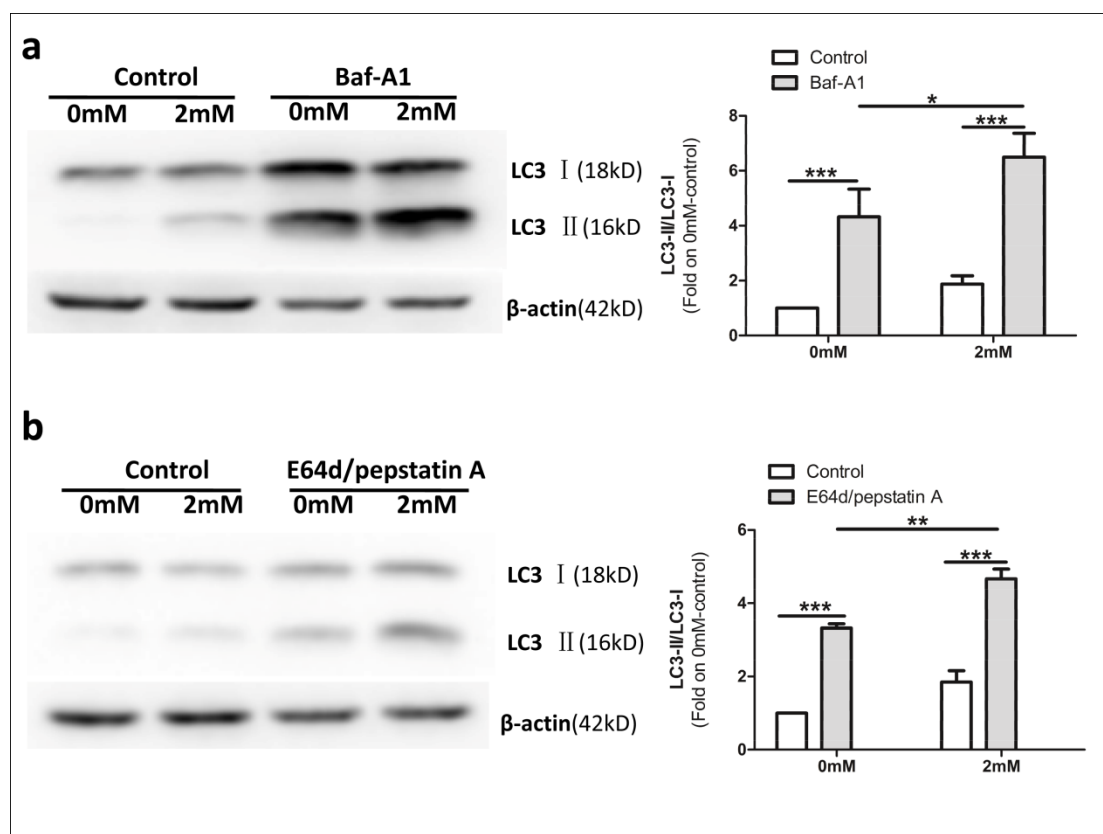 a
Control Baf-A1
0mM 2mM 0mM 2mM
LC3 Ⅰ (18kD)
LC3 Ⅱ (16kD
β-actin(42kD)
Control
Baf-A1
LC3-II/LC3-I
(Fold on 0mM-control)
8
6
4
2
0
*
***
***
0mM 2mM
b
Control E64d/pepstatin A
0mM 2mM 0mM 2mM
LC3 Ⅰ (18kD)
LC3 Ⅱ (16kD)
β-actin(42kD)
Control
E64d/pepstatin A
LC3-II/LC3-I
(Fold on 0mM-control)
6
4
2
0
**
***
***
0mM 2mM